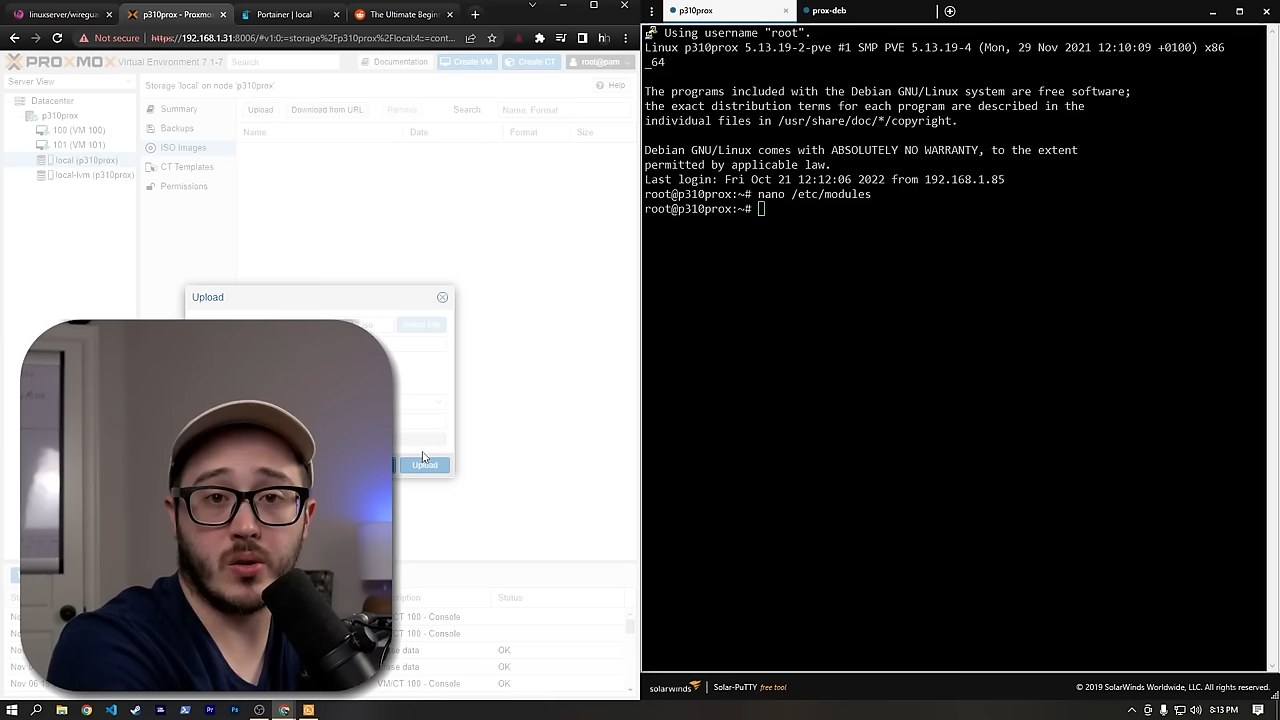 linuxserver/wiregu
p310prox - Proxmo
Portainer | local
The Ultimate Begin
Not secure
https://192.168.1.31:8006/#v1:0:=storage%2Fp310prox%2Flocal:4::=cont...
hh
PROXMOX
Virtual Environment 7.1-7
Search
Documentation
Create VM
Create CT
root@pam
Server View
Storage 'local' on node 'p310prox'
Help
Datacenter
p310prox
100 (VM 100)
101 (VM 101)
local (p310prox)
local-lvm (p310prox)
Summary
Backups
ISO Images
CT Templates
Permissions
Upload
Download from URL
Remove
Search:
Name, Format
Name
Date
Format
Size
Upload
Select File
Upload
Status
VM/CT 100 - Console
OK
OK
OK
p310prox
prox-deb
Using username "root".
Linux p310prox 5.13.19-2-pve #1 SMP PVE 5.13.19-4 (Mon, 29 Nov 2021 12:10:09 +0100) x86
_64
The programs included with the Debian GNU/Linux system are free software;
the exact distribution terms for each program are described in the
individual files in /usr/share/doc/*/copyright.
Debian GNU/Linux comes with ABSOLUTELY NO WARRANTY, to the extent
permitted by applicable law.
Last login: Fri Oct 21 12:12:06 2022 from 192.168.1.85
root@p310prox:~# nano /etc/modules
root@p310prox:~#
solarwinds
Solar-PuTTY free tool
© 2019 SolarWinds Worldwide, LLC. All rights reserved.
8:13 PM